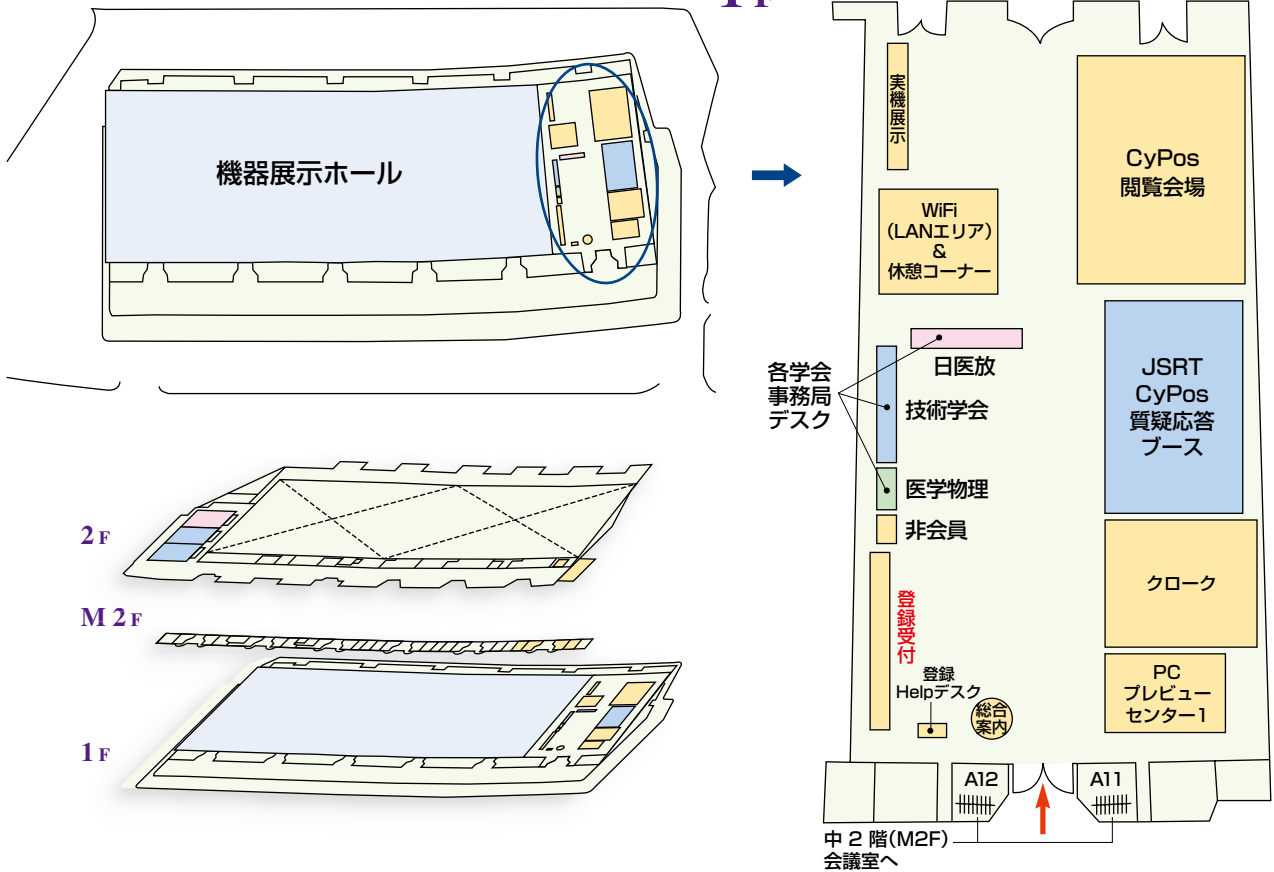 1F
機器展示ホール
実機展示
CyPos
閲覧会場
WiFi
(LANエリア)
&
休憩コーナー
各学会
事務局
デスク
日医放
技術学会
医学物理
非会員
JSRT
CyPos
質疑応答
ブース
クローク
登録受付
登録
Helpデスク
総合
案内
PC
プレビュー
センター1
A12
A11
中 2 階(M2F)
会議室へ
2F
M 2F
1F